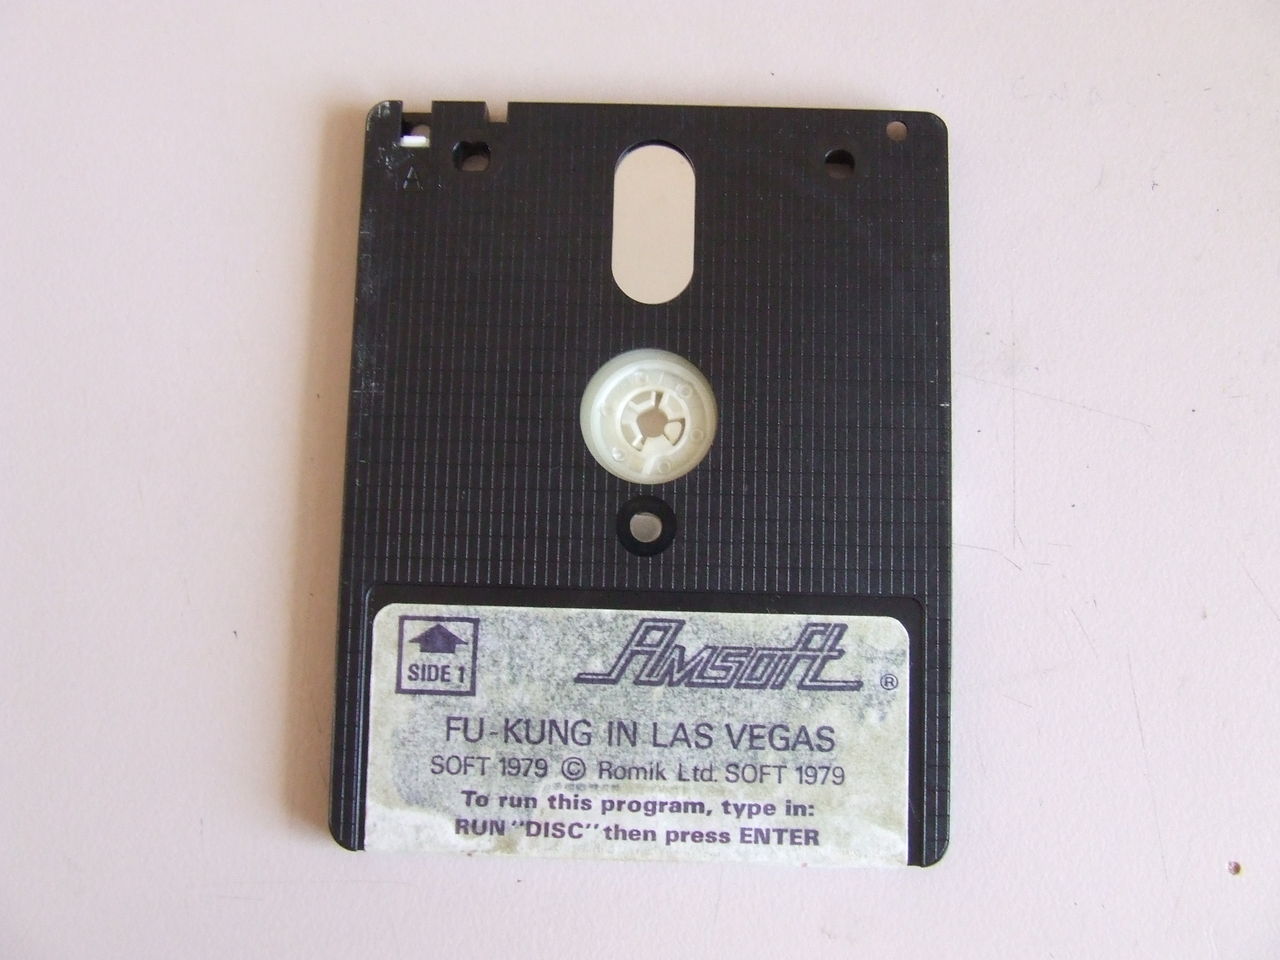 A
SIDE 1
Amsoft ®
FU-KUNG IN LAS VEGAS
SOFT 1979 © Romik Ltd. SOFT 1979
To run this program, type in:
RUN "DISC" then press ENTER